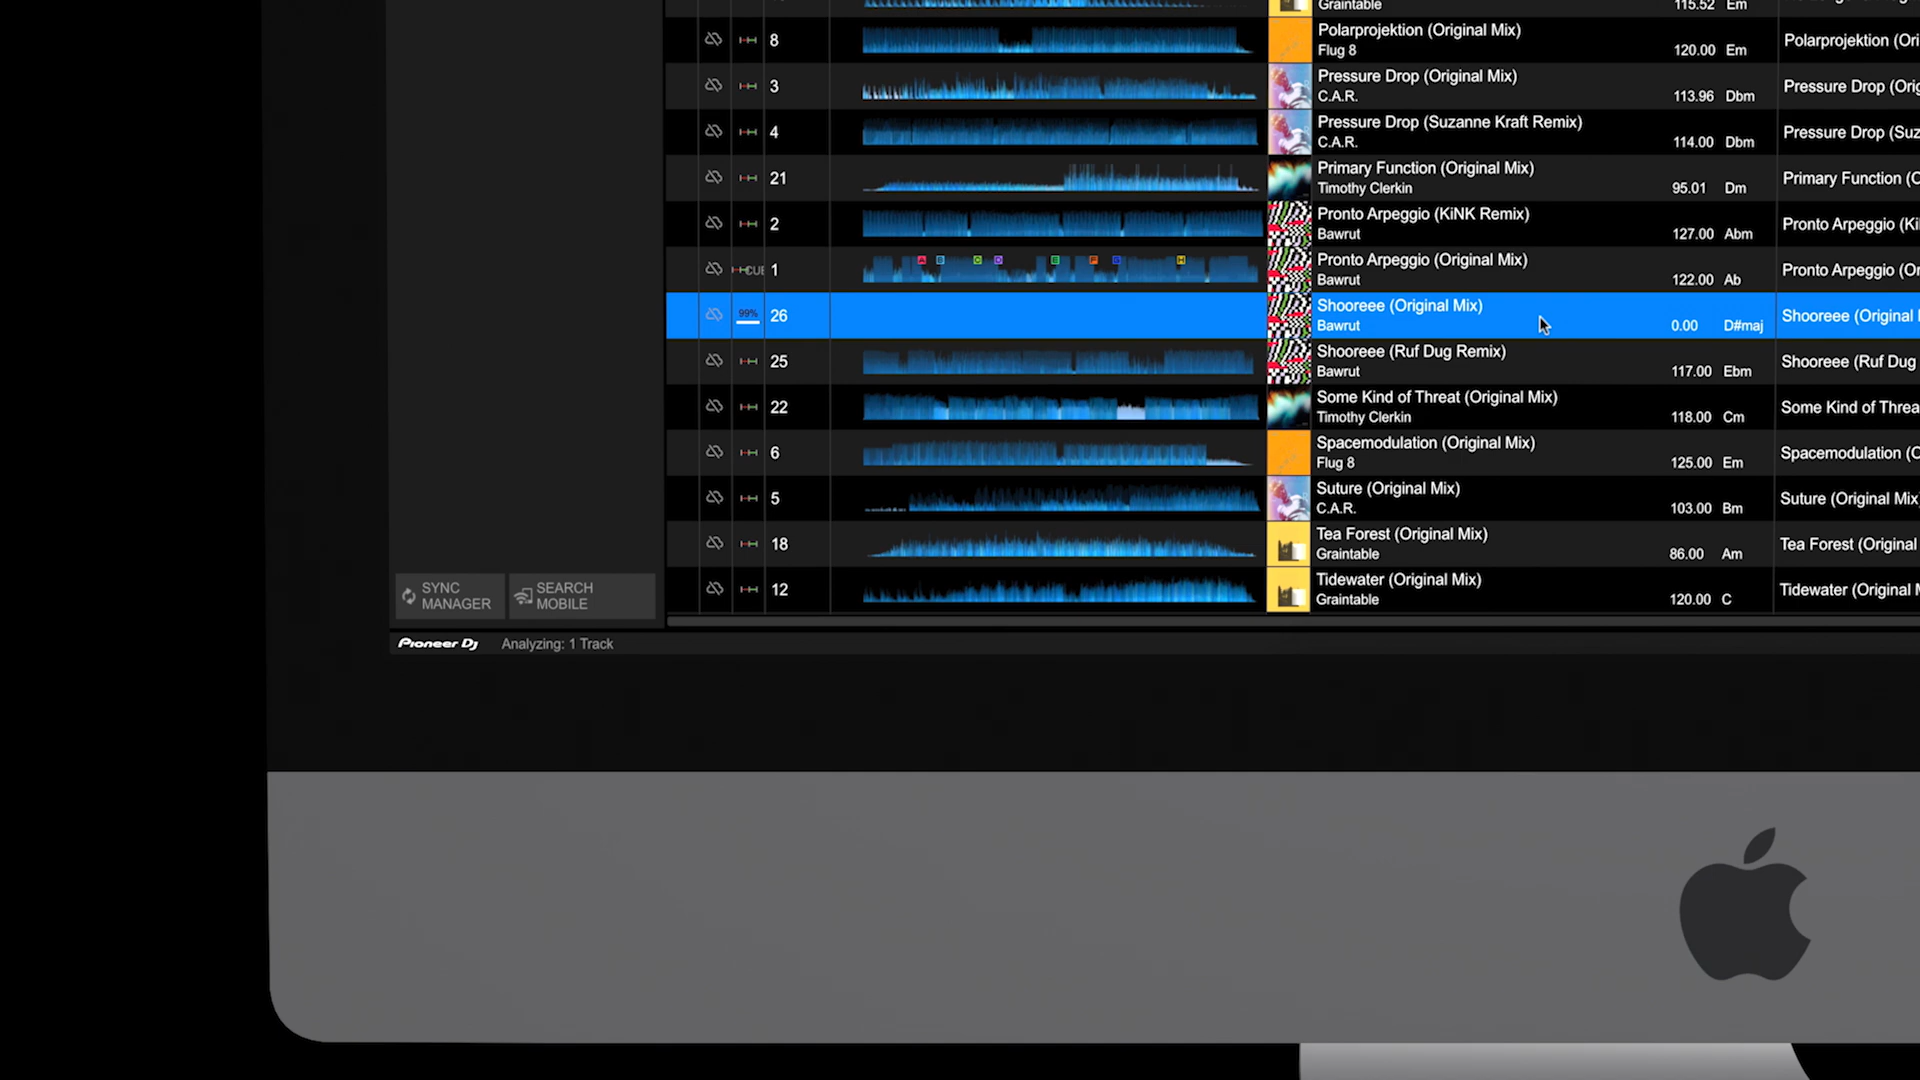 Graintable 115.52 Em
8 Polarprojektion (Original Mix) Polarprojektion (Ori
Flug 8 120.00 Em
3 Pressure Drop (Original Mix) Pressure Drop (Orig
C.A.R. 113.96 Dbm
4 Pressure Drop (Suzanne Kraft Remix) Pressure Drop (Suz
C.A.R. 114.00 Dbm
21 Primary Function (Original Mix) Primary Function (O
Timothy Clerkin 95.01 Dm
2 Pronto Arpeggio (KiNK Remix) Pronto Arpeggio (Ki
Bawrut 127.00 Abm
CUE 1 A B C D E F G H Pronto Arpeggio (Original Mix) Pronto Arpeggio (Or
Bawrut 122.00 Ab
99% 26 Shooreee (Original Mix) Shooreee (Original
Bawrut 0.00 D#maj
25 Shooreee (Ruf Dug Remix) Shooreee (Ruf Dug
Bawrut 117.00 Ebm
22 Some Kind of Threat (Original Mix) Some Kind of Threa
Timothy Clerkin 118.00 Cm
6 Spacemodulation (Original Mix) Spacemodulation (O
Flug 8 125.00 Em
5 Suture (Original Mix) Suture (Original Mix
C.A.R. 103.00 Bm
18 Tea Forest (Original Mix) Tea Forest (Original
Graintable 86.00 Am
12 Tidewater (Original Mix) Tidewater (Original
Graintable 120.00 C
SYNC
MANAGER
SEARCH
MOBILE
Pioneer Dj Analyzing: 1 Track